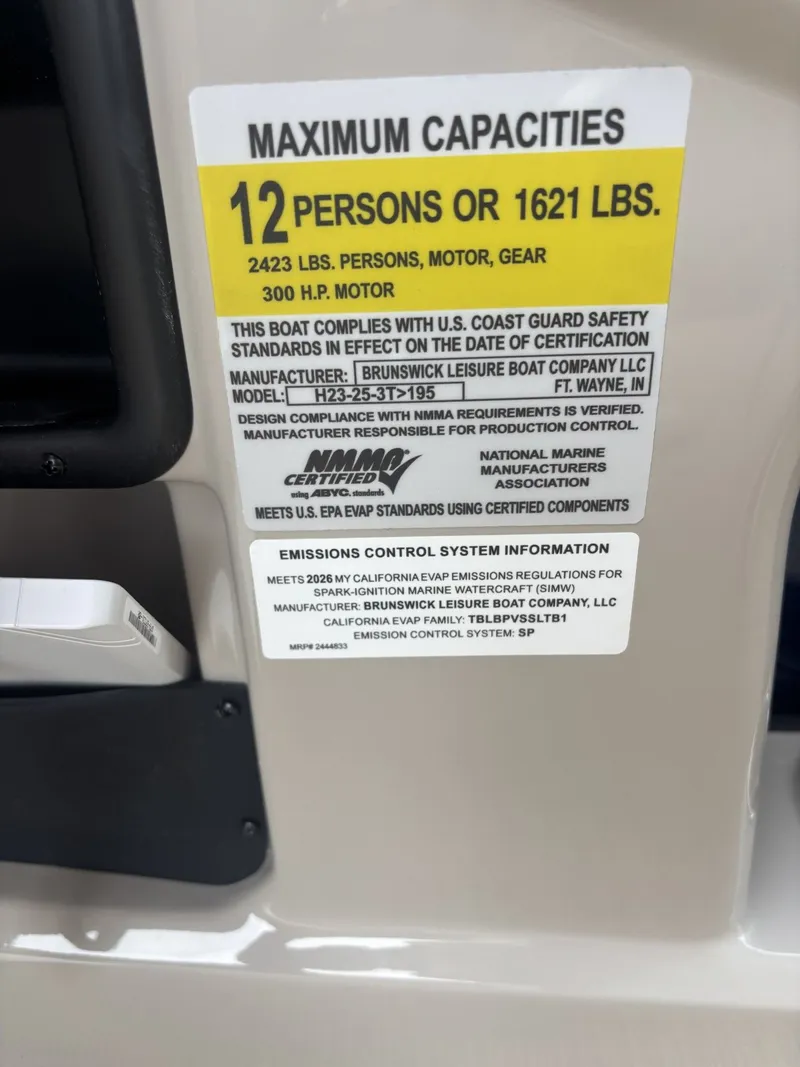 MAXIMUM CAPACITIES
12 PERSONS OR 1621 LBS.
2423 LBS. PERSONS, MOTOR, GEAR
300 H.P. MOTOR
THIS BOAT COMPLIES WITH U.S. COAST GUARD SAFETY
STANDARDS IN EFFECT ON THE DATE OF CERTIFICATION
MANUFACTURER: BRUNSWICK LEISURE BOAT COMPANY LLC
MODEL: H23-25-3T>195 FT. WAYNE, IN
DESIGN COMPLIANCE WITH NMMA REQUIREMENTS IS VERIFIED.
MANUFACTURER RESPONSIBLE FOR PRODUCTION CONTROL.
NMMA®
CERTIFIED
using ABYC. standards
NATIONAL MARINE
MANUFACTURERS
ASSOCIATION
MEETS U.S. EPA EVAP STANDARDS USING CERTIFIED COMPONENTS
EMISSIONS CONTROL SYSTEM INFORMATION
MEETS 2026 MY CALIFORNIA EVAP EMISSIONS REGULATIONS FOR
SPARK-IGNITION MARINE WATERCRAFT (SIMW)
MANUFACTURER: BRUNSWICK LEISURE BOAT COMPANY, LLC
CALIFORNIA EVAP FAMILY: TBLBPVSSLTB1
EMISSION CONTROL SYSTEM: SP
MRP# 2444833